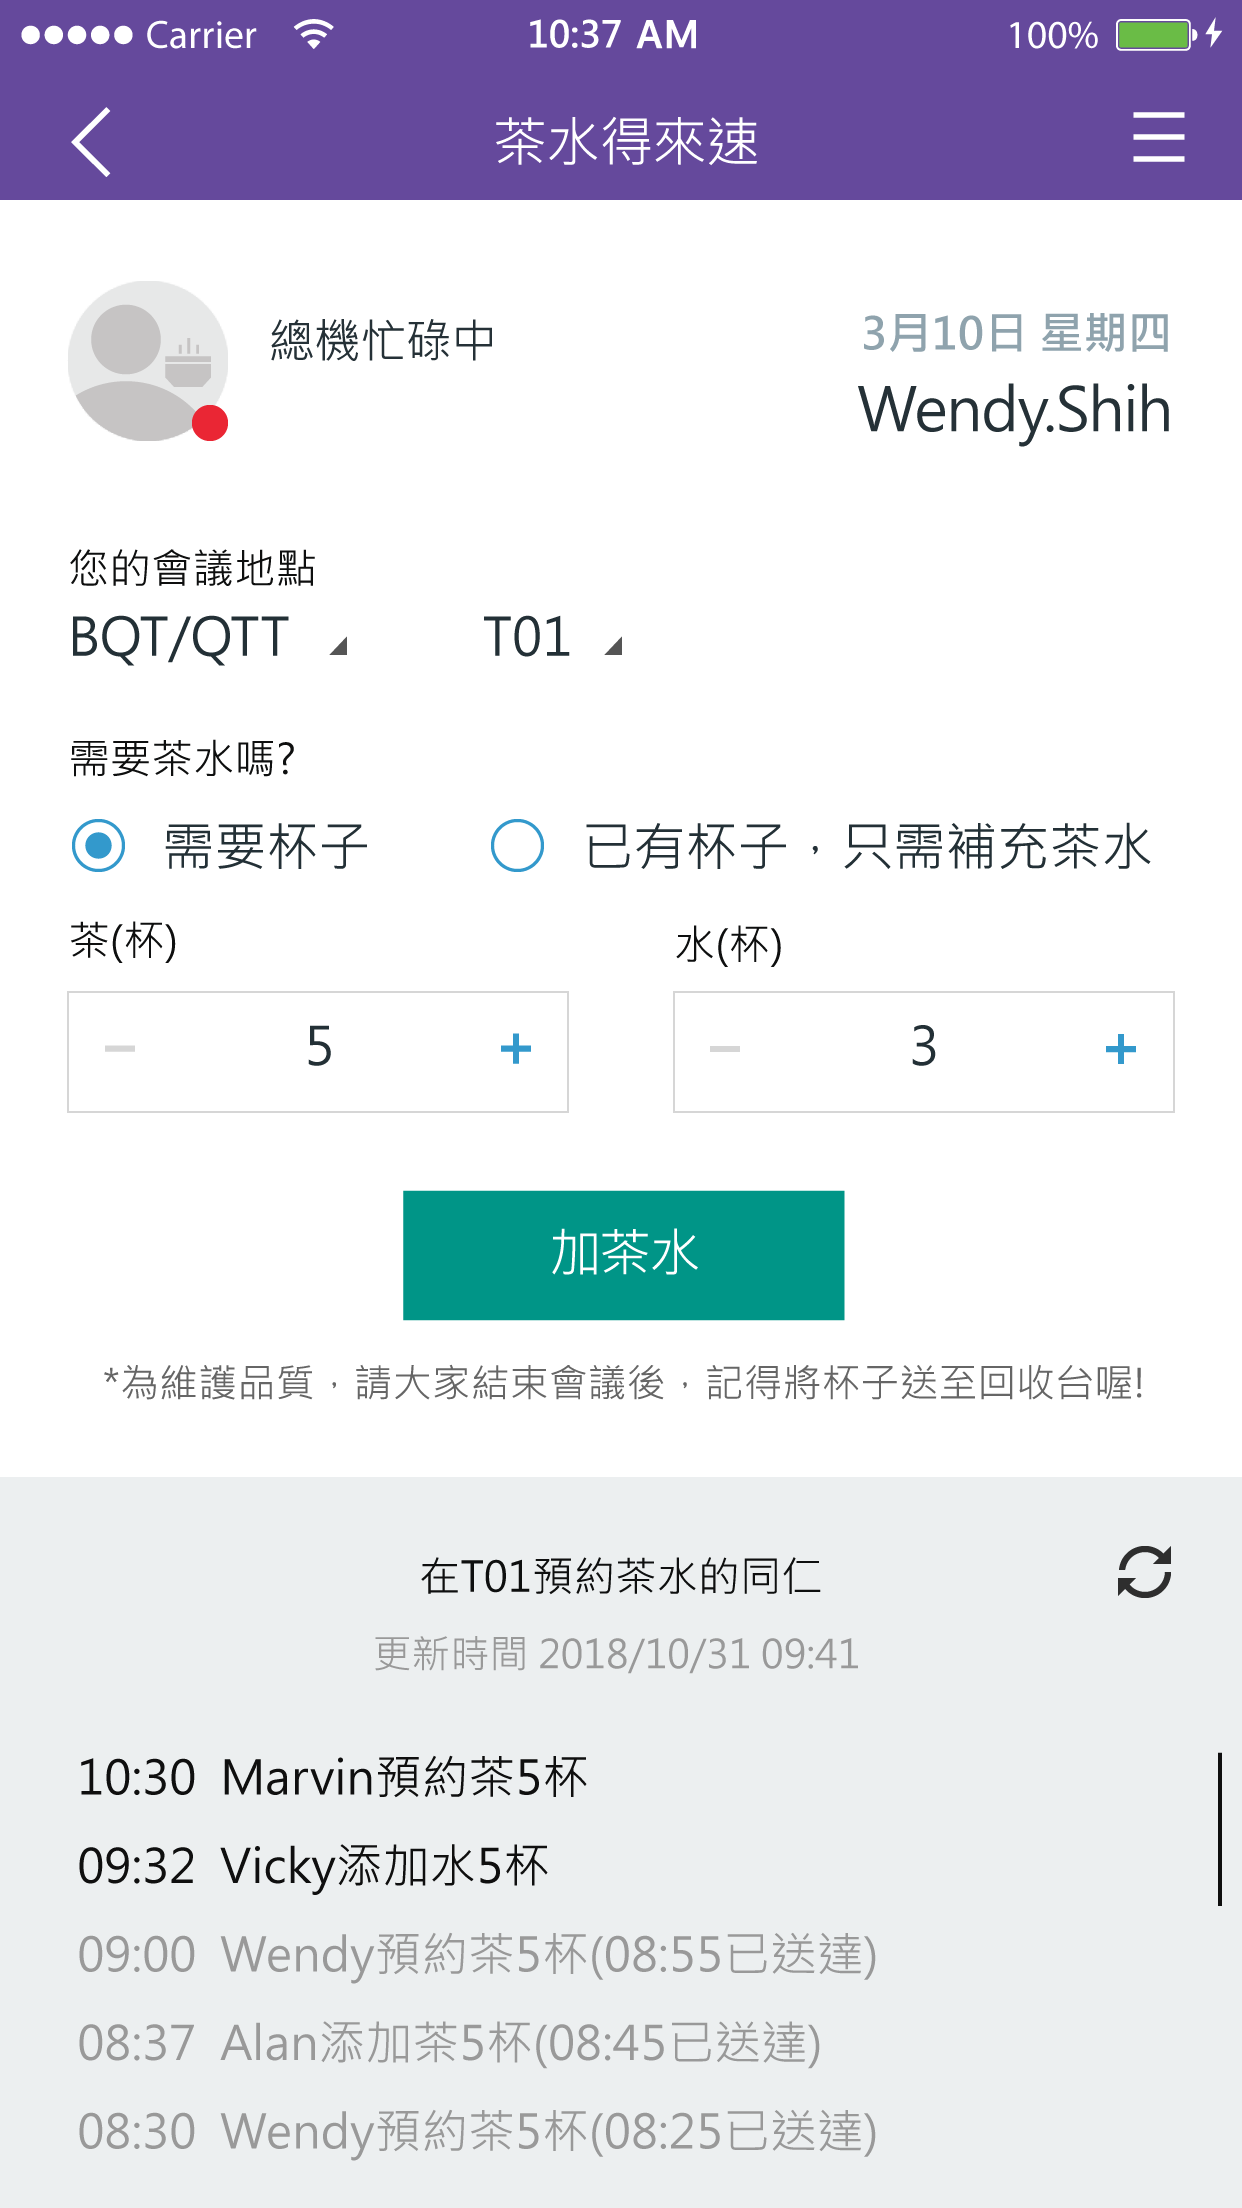 Carrier 10:37 AM 100%
茶水得來速
總機忙碌中
3月10日 星期四
Wendy.Shih
您的會議地點
BQT/QTT T01
需要茶水嗎?
需要杯子 已有杯子，只需補充茶水
茶(杯) 水(杯)
5 3
加茶水
*為維護品質，請大家結束會議後，記得將杯子送至回收台喔!
在T01預約茶水的同仁
更新時間 2018/10/31 09:41
10:30 Marvin預約茶5杯
09:32 Vicky添加水5杯
09:00 Wendy預約茶5杯(08:55已送達)
08:37 Alan添加茶5杯(08:45已送達)
08:30 Wendy預約茶5杯(08:25已送達)